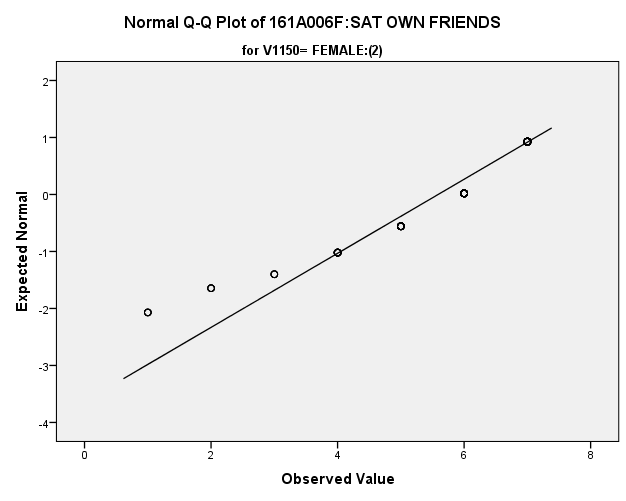 Normal Q-Q Plot of 161A006F:SAT OWN FRIENDS
for V1150= FEMALE:(2)
Expected Normal
2
1
0
-1
-2
-3
-4
0 2 4 6 8
Observed Value